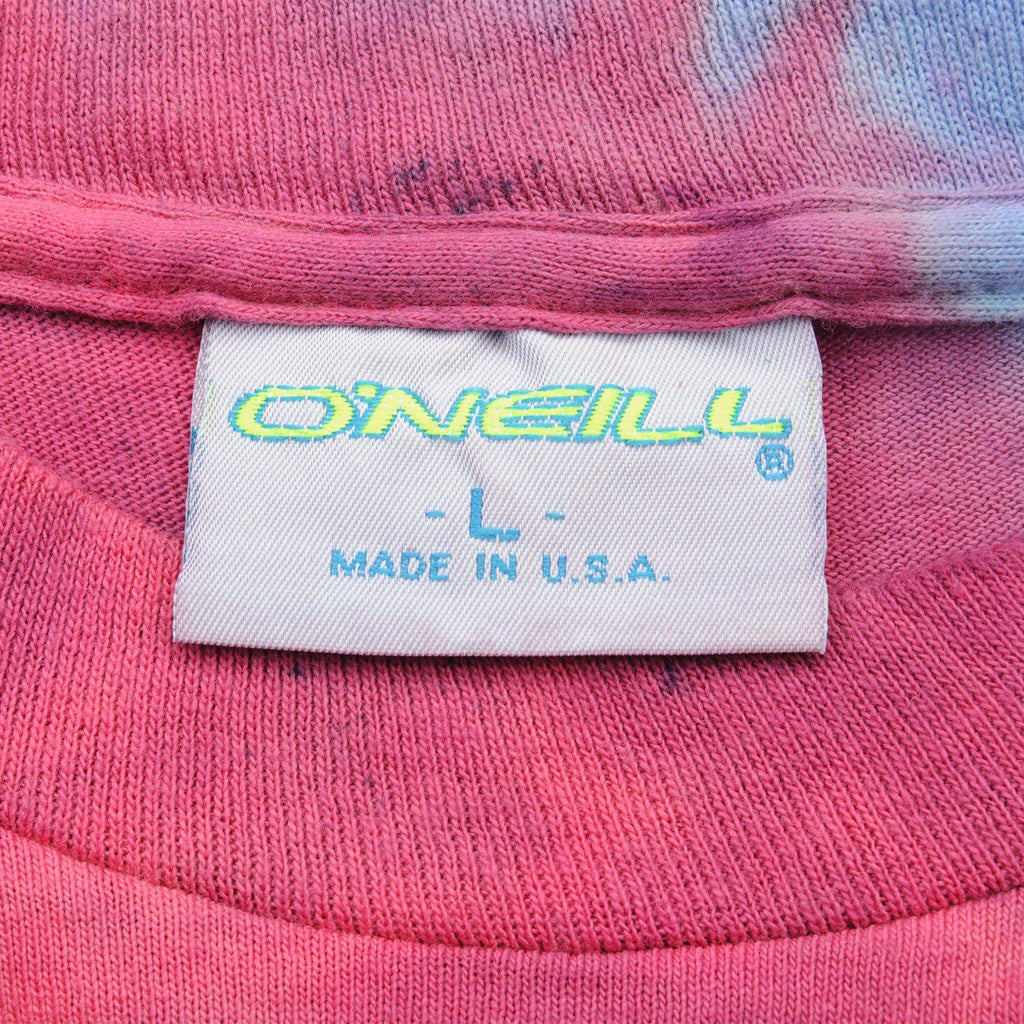 O'NEILL
®
- L -
MADE IN U.S.A.